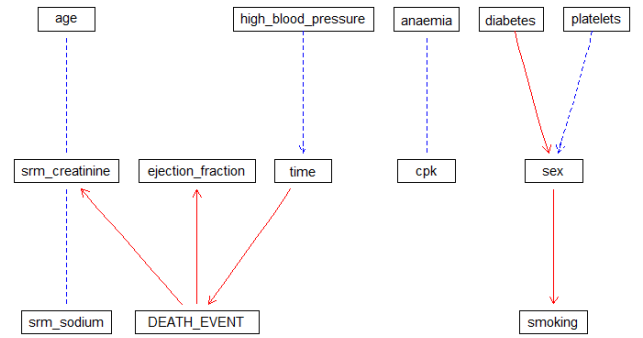 age
high_blood_pressure
anaemia
diabetes
platelets
srm_creatinine
ejection_fraction
time
cpk
sex
srm_sodium
DEATH_EVENT
smoking